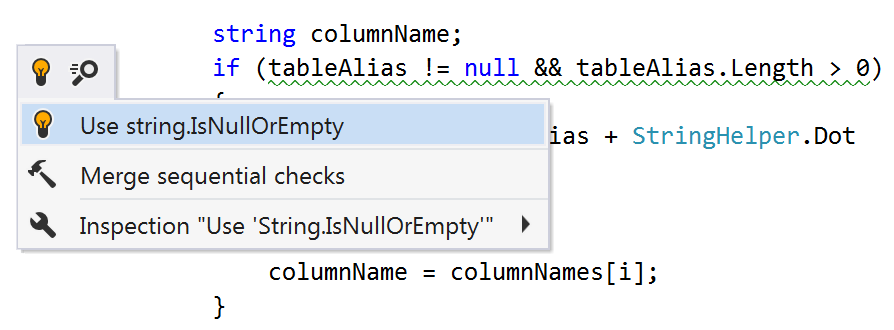 string columnName;
if (tableAlias != null && tableAlias.Length > 0)
{
Use string.IsNullOrEmpty
ias + StringHelper.Dot
Merge sequential checks
Inspection "Use 'String.IsNullOrEmpty'"
columnName = columnNames[i];
}